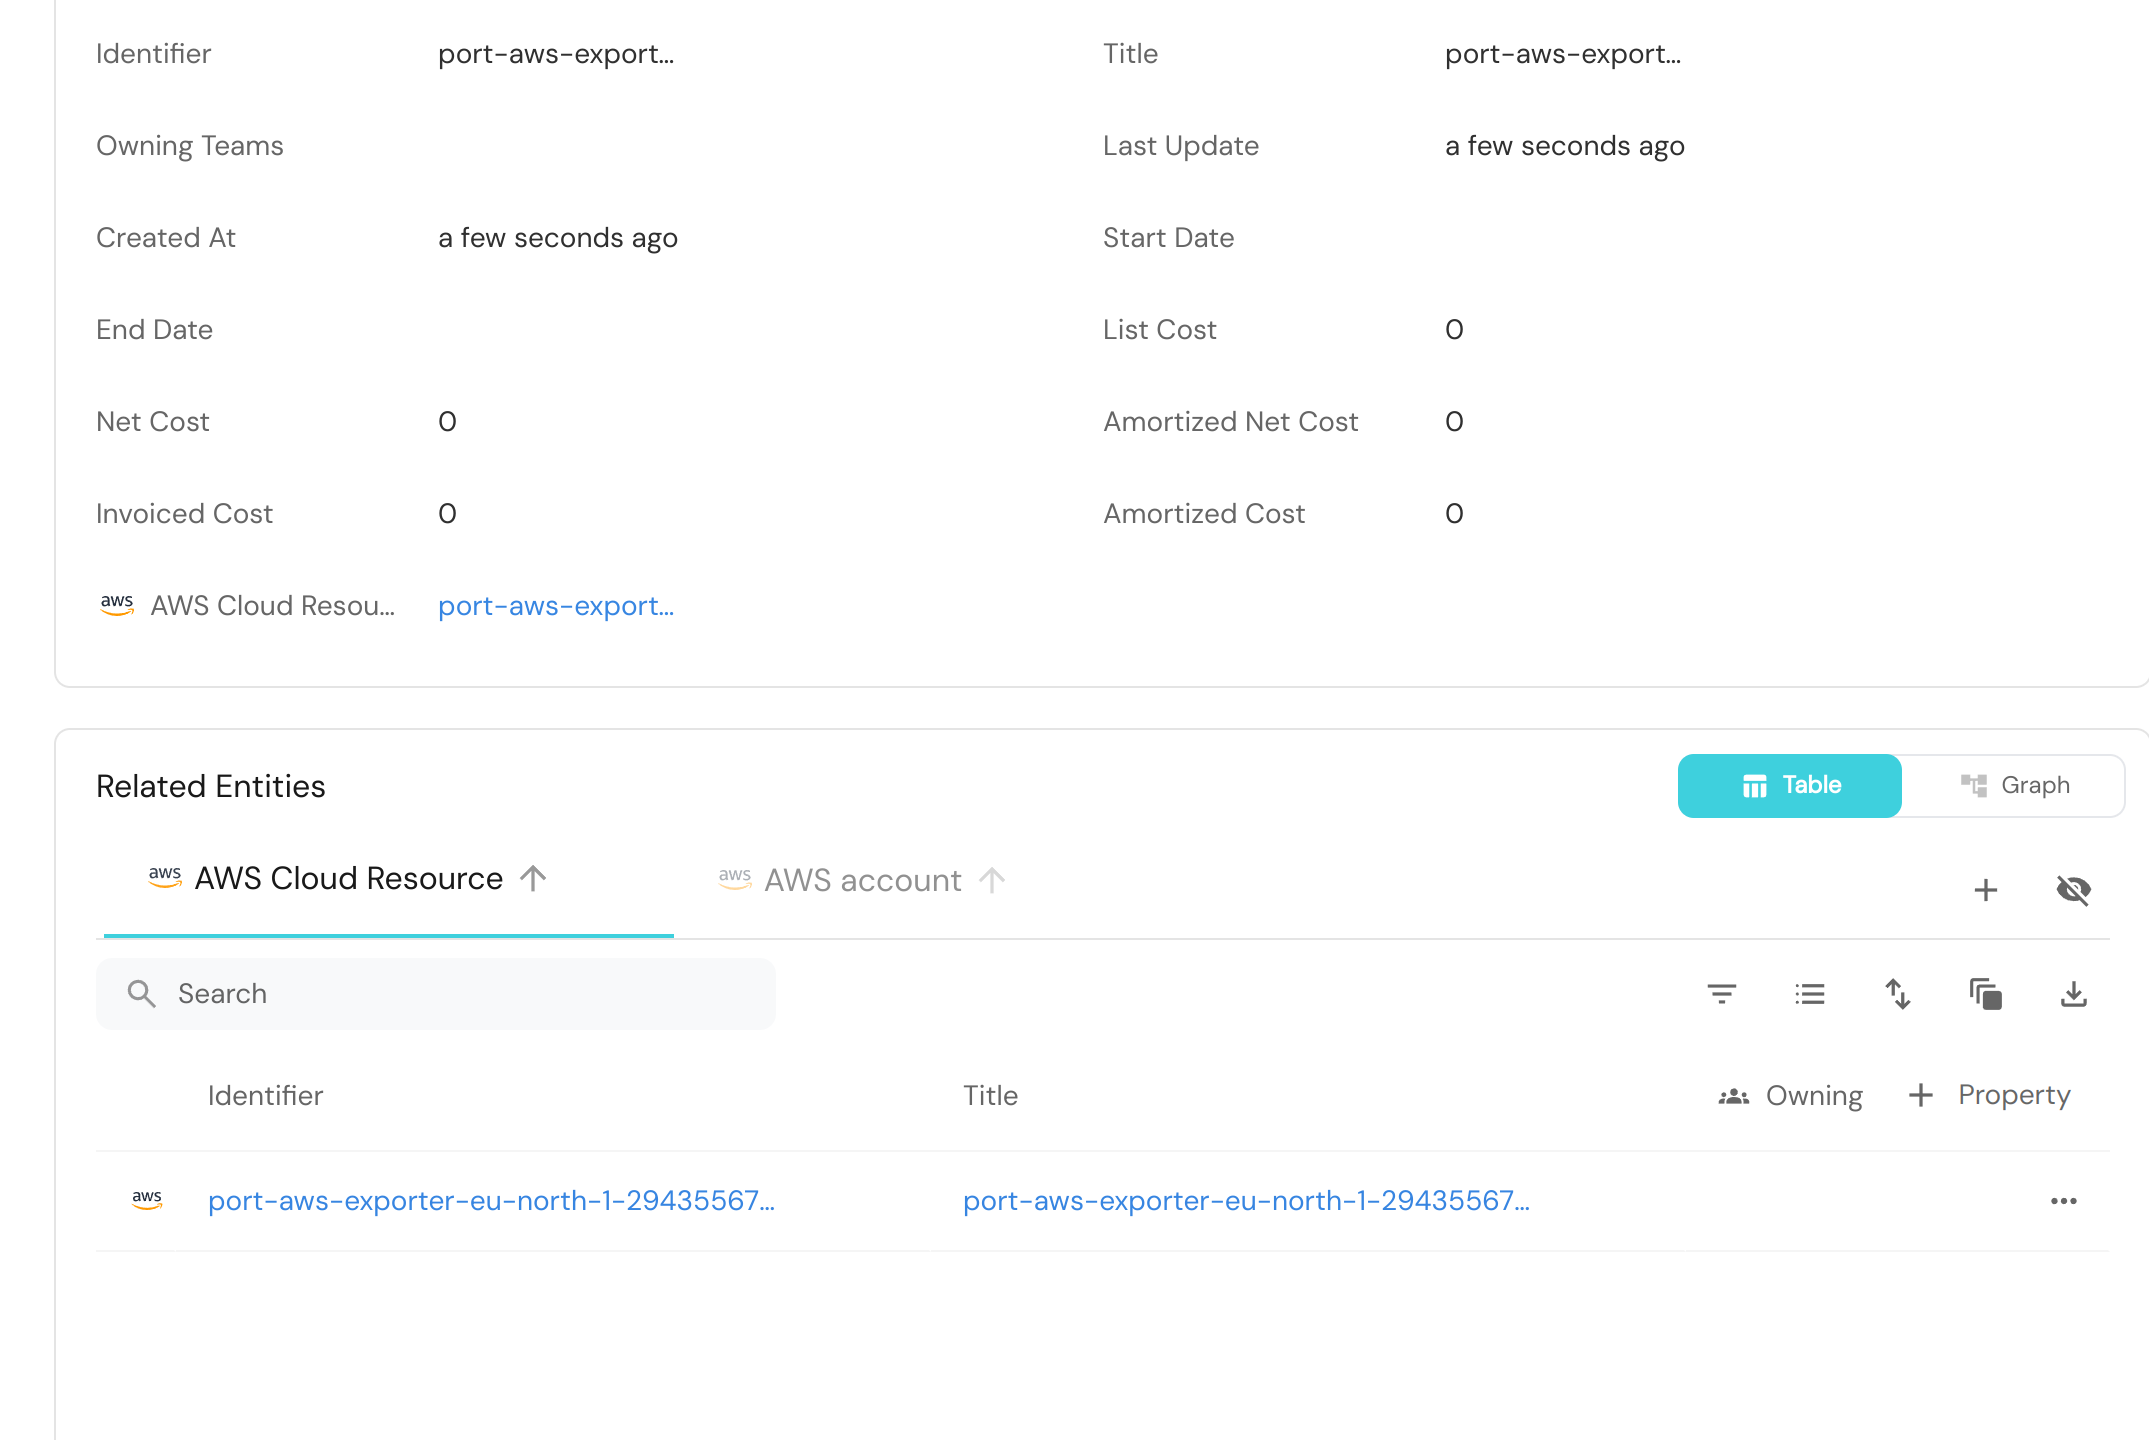 Identifier port-aws-export... Title port-aws-export...
Owning Teams Last Update a few seconds ago
Created At a few seconds ago Start Date
End Date List Cost 0
Net Cost 0 Amortized Net Cost 0
Invoiced Cost 0 Amortized Cost 0
aws AWS Cloud Resou... port-aws-export...
Related Entities Table Graph
aws AWS Cloud Resource aws AWS account
Search
Identifier Title Owning + Property
aws port-aws-exporter-eu-north-1-29435567... port-aws-exporter-eu-north-1-29435567...